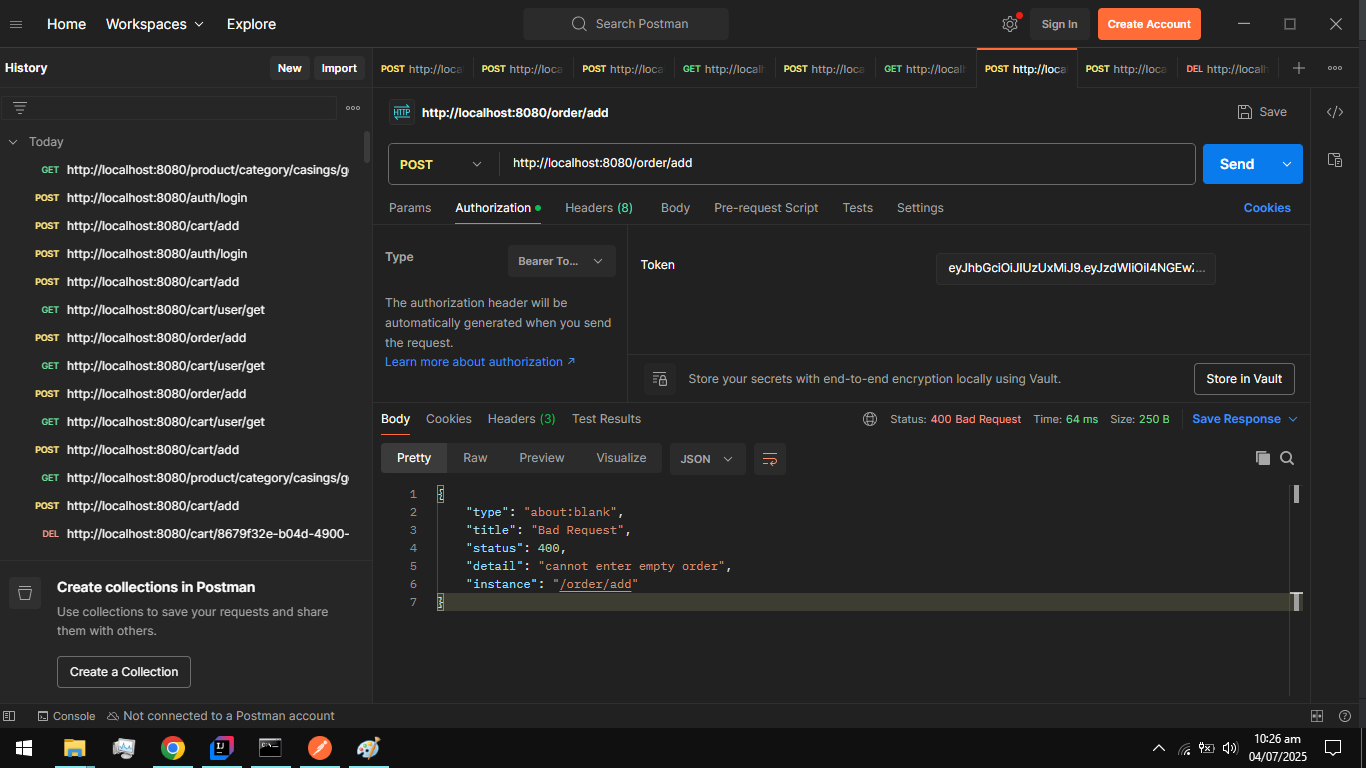 Home Workspaces Explore Search Postman Sign In Create Account
History New Import
POST http://loca POST http://loca POST http://loca GET http://local POST http://loca GET http://local POST http://loca POST http://loca DEL http://localh
HTTP http://localhost:8080/order/add Save
Today
GET http://localhost:8080/product/category/casings/g
POST http://localhost:8080/auth/login
POST http://localhost:8080/cart/add
POST http://localhost:8080/auth/login
POST http://localhost:8080/cart/add
GET http://localhost:8080/cart/user/get
POST http://localhost:8080/order/add
GET http://localhost:8080/cart/user/get
POST http://localhost:8080/order/add
GET http://localhost:8080/cart/user/get
POST http://localhost:8080/cart/add
GET http://localhost:8080/product/category/casings/g
POST http://localhost:8080/cart/add
DEL http://localhost:8080/cart/8679f32e-b04d-4900-
Create collections in Postman
Use collections to save your requests and share
them with others.
Create a Collection
POST http://localhost:8080/order/add Send
Params Authorization Headers (8) Body Pre-request Script Tests Settings Cookies
Type Bearer To...
The authorization header will be
automatically generated when you send
the request.
Learn more about authorization ↗
Token
Store your secrets with end-to-end encryption locally using Vault. Store in Vault
Body Cookies Headers (3) Test Results Status: 400 Bad Request Time: 64 ms Size: 250 B Save Response
Pretty Raw Preview Visualize JSON
1 {
2 "type": "about:blank",
3 "title": "Bad Request",
4 "status": 400,
5 "detail": "cannot enter empty order",
6 "instance": "/order/add"
7 }
Console Not connected to a Postman account
10:26 am
04/07/2025